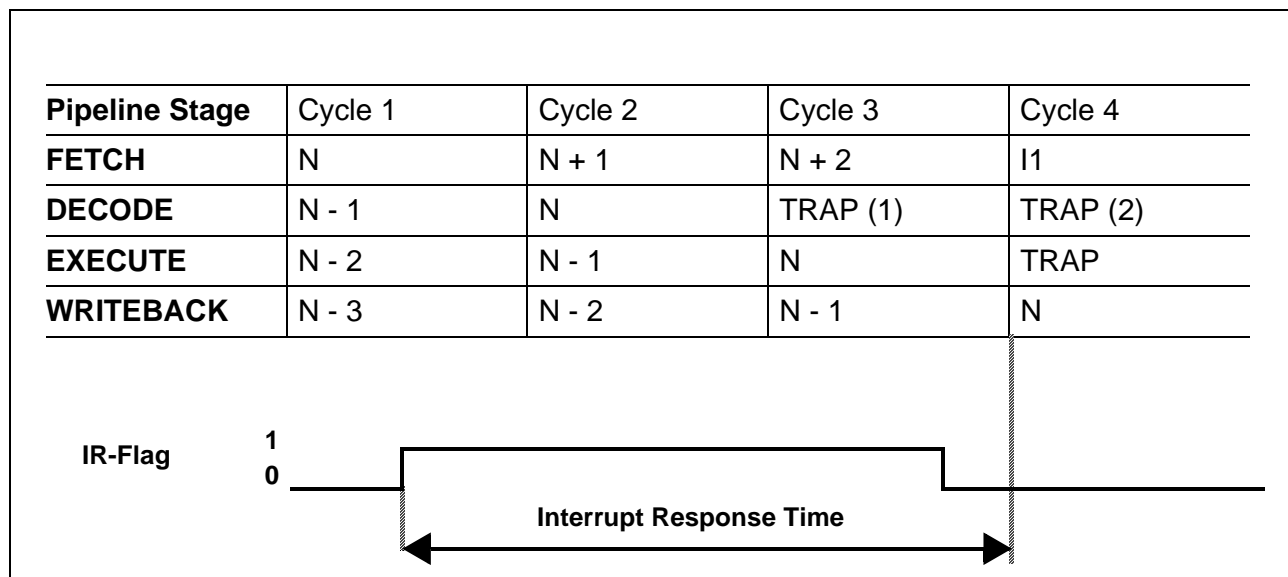 Pipeline Stage Cycle 1 Cycle 2 Cycle 3 Cycle 4
FETCH N N + 1 N + 2 I1
DECODE N - 1 N TRAP (1) TRAP (2)
EXECUTE N - 2 N - 1 N TRAP
WRITEBACK N - 3 N - 2 N - 1 N
IR-Flag 1
0
Interrupt Response Time